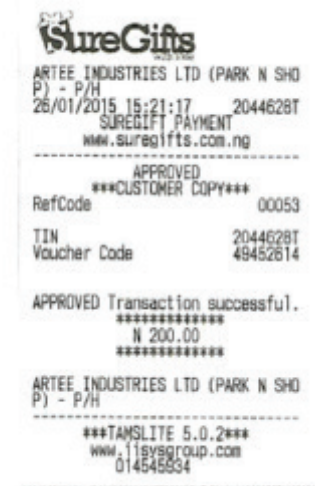 SureGifts
ARTEE INDUSTRIES LTD (PARK N SHO
P) - P/H
26/01/2015 15:21:17 2044628T
SUREGIFT PAYMENT
www.suregifts.com.ng
--------------------------------
APPROVED
***CUSTOMER COPY***
RefCode 00053
TIN 2044628T
Voucher Code 49452614
APPROVED Transaction successful.
*************
N 200.00
*************
ARTEE INDUSTRIES LTD (PARK N SHO
P) - P/H
--------------------------------
***TAMSLITE 5.0.2***
www.iisysgroup.com
014545934